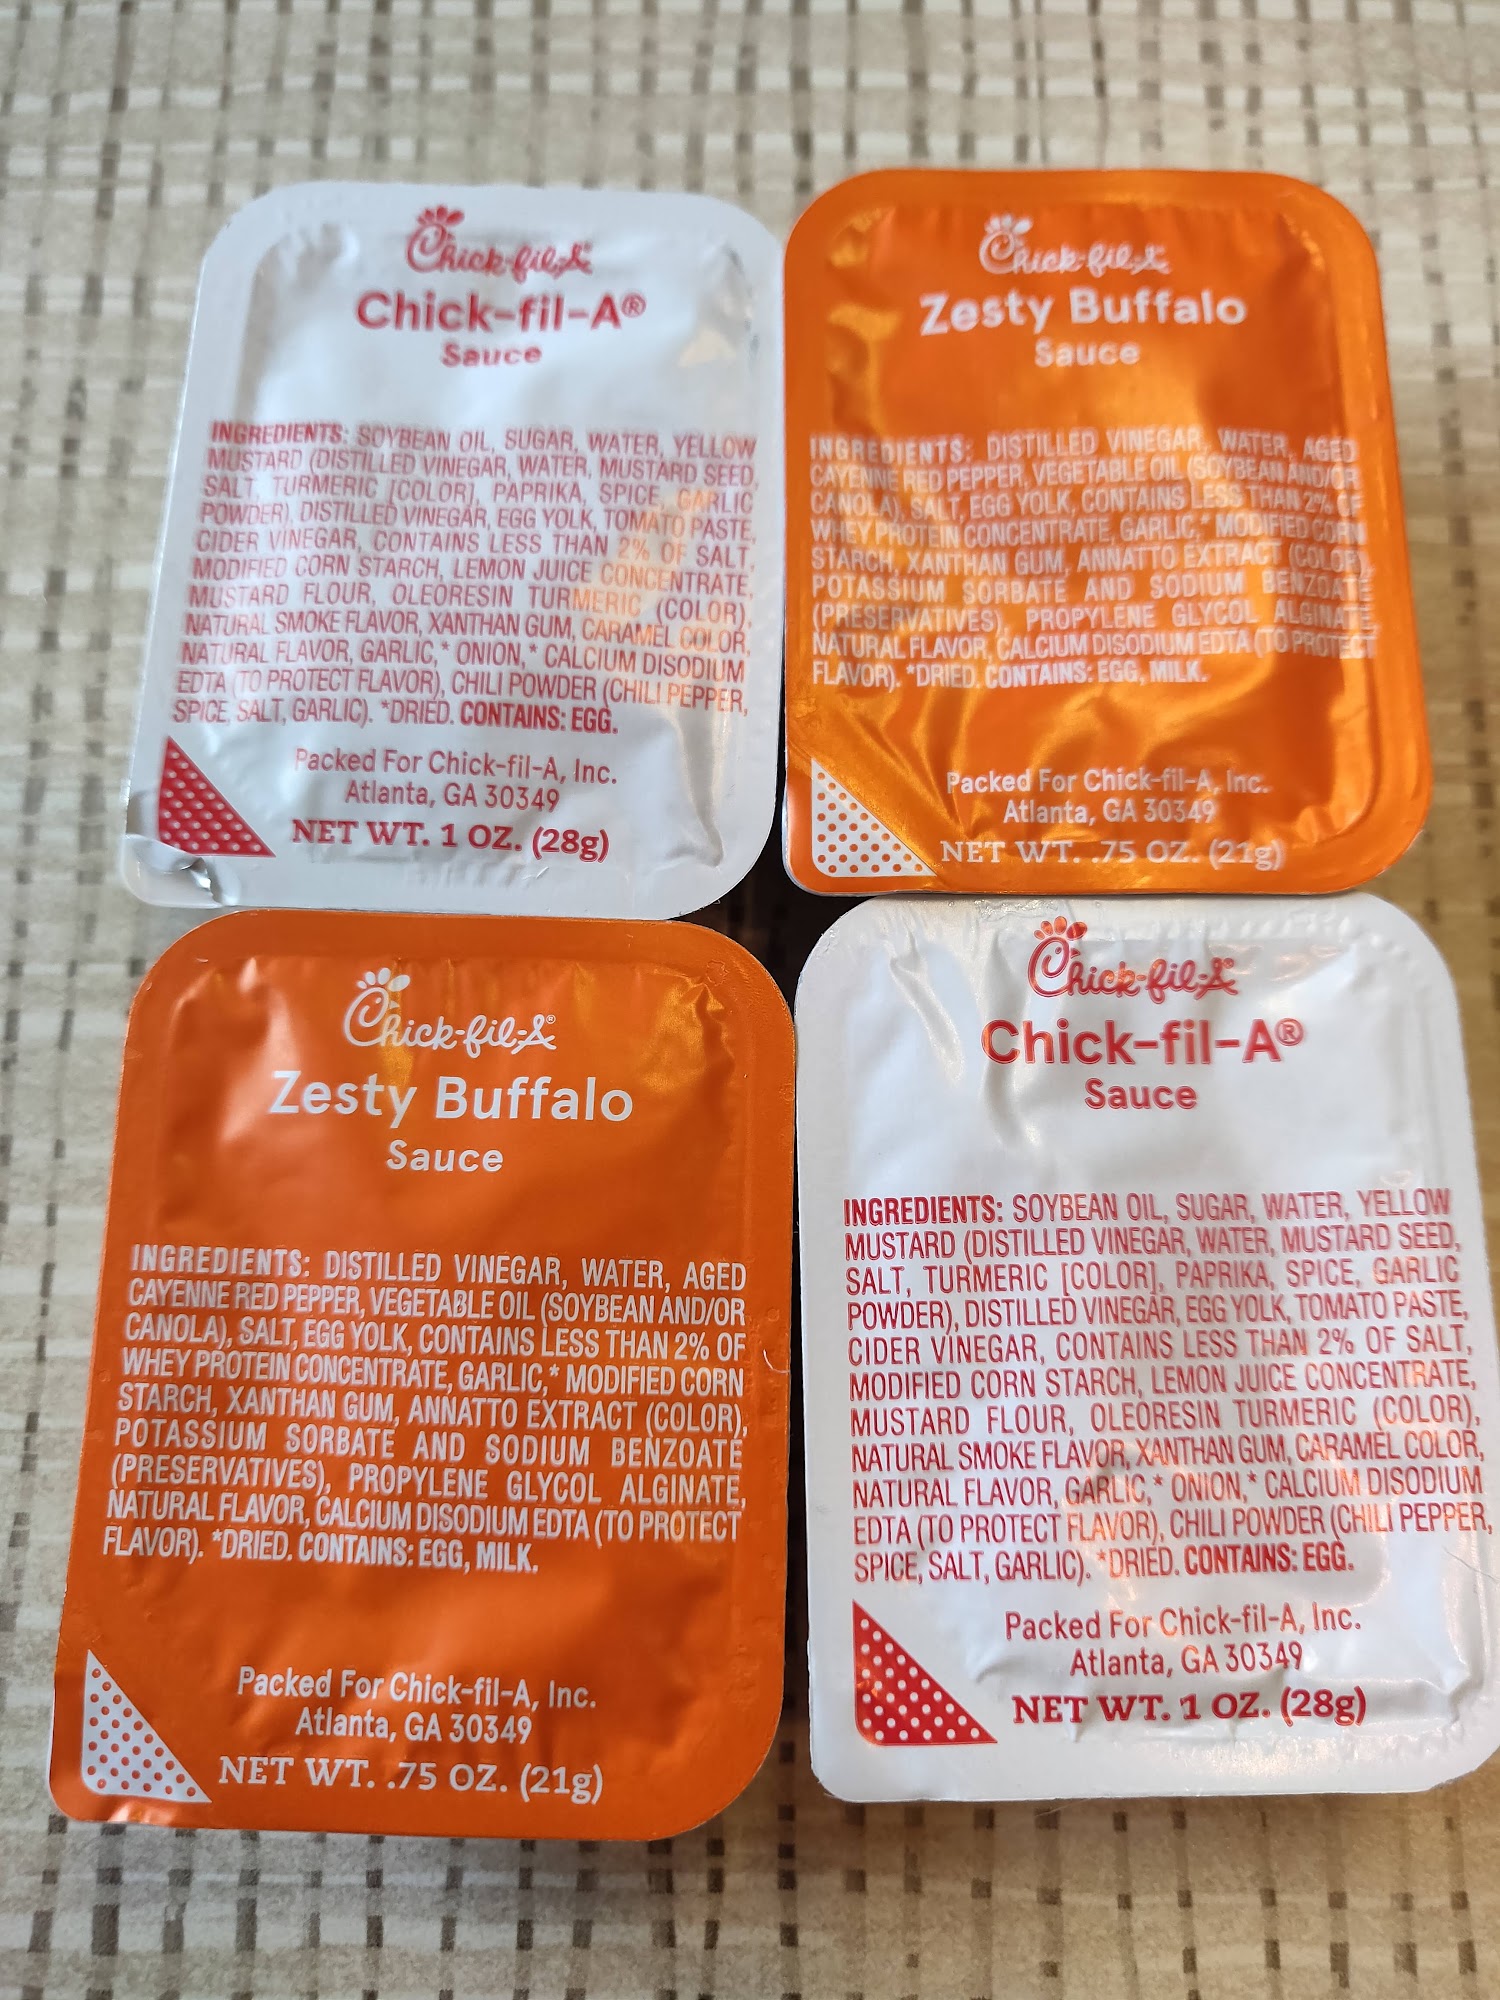 Chick-fil-A®
Chick-fil-A®
Sauce
INGREDIENTS: SOYBEAN OIL, SUGAR, WATER, YELLOW
MUSTARD (DISTILLED VINEGAR, WATER, MUSTARD SEED,
SALT, TURMERIC [COLOR], PAPRIKA, SPICE, GARLIC
POWDER), DISTILLED VINEGAR, EGG YOLK, TOMATO PASTE,
CIDER VINEGAR, CONTAINS LESS THAN 2% OF SALT,
MODIFIED CORN STARCH, LEMON JUICE CONCENTRATE,
MUSTARD FLOUR, OLEORESIN TURMERIC (COLOR),
NATURAL SMOKE FLAVOR, XANTHAN GUM, CARAMEL COLOR,
NATURAL FLAVOR, GARLIC,* ONION,* CALCIUM DISODIUM
EDTA (TO PROTECT FLAVOR), CHILI POWDER (CHILI PEPPER,
SPICE, SALT, GARLIC). *DRIED. CONTAINS: EGG.
Packed For Chick-fil-A, Inc.
Atlanta, GA 30349
NET WT. 1 OZ. (28g)
Chick-fil-A
Zesty Buffalo
Sauce
INGREDIENTS: DISTILLED VINEGAR, WATER, AGED
CAYENNE RED PEPPER, VEGETABLE OIL (SOYBEAN AND/OR
CANOLA), SALT, EGG YOLK, CONTAINS LESS THAN 2% OF
WHEY PROTEIN CONCENTRATE, GARLIC,* MODIFIED CORN
STARCH, XANTHAN GUM, ANNATTO EXTRACT (COLOR),
POTASSIUM SORBATE AND SODIUM BENZOATE
(PRESERVATIVES), PROPYLENE GLYCOL ALGINATE,
NATURAL FLAVOR, CALCIUM DISODIUM EDTA (TO PROTECT
FLAVOR). *DRIED. CONTAINS: EGG, MILK.
Packed For Chick-fil-A, Inc.
Atlanta, GA 30349
NET WT. .75 OZ. (21g)
Chick-fil-A®
Zesty Buffalo
Sauce
INGREDIENTS: DISTILLED VINEGAR, WATER, AGED
CAYENNE RED PEPPER, VEGETABLE OIL (SOYBEAN AND/OR
CANOLA), SALT, EGG YOLK, CONTAINS LESS THAN 2% OF
WHEY PROTEIN CONCENTRATE, GARLIC,* MODIFIED CORN
STARCH, XANTHAN GUM, ANNATTO EXTRACT (COLOR),
POTASSIUM SORBATE AND SODIUM BENZOATE
(PRESERVATIVES), PROPYLENE GLYCOL ALGINATE,
NATURAL FLAVOR, CALCIUM DISODIUM EDTA (TO PROTECT
FLAVOR). *DRIED. CONTAINS: EGG, MILK.
Packed For Chick-fil-A, Inc.
Atlanta, GA 30349
NET WT. .75 OZ. (21g)
Chick-fil-A
Chick-fil-A®
Sauce
INGREDIENTS: SOYBEAN OIL, SUGAR, WATER, YELLOW
MUSTARD (DISTILLED VINEGAR, WATER, MUSTARD SEED,
SALT, TURMERIC [COLOR], PAPRIKA, SPICE, GARLIC
POWDER), DISTILLED VINEGAR, EGG YOLK, TOMATO PASTE,
CIDER VINEGAR, CONTAINS LESS THAN 2% OF SALT,
MODIFIED CORN STARCH, LEMON JUICE CONCENTRATE,
MUSTARD FLOUR, OLEORESIN TURMERIC (COLOR),
NATURAL SMOKE FLAVOR, XANTHAN GUM, CARAMEL COLOR,
NATURAL FLAVOR, GARLIC,* ONION,* CALCIUM DISODIUM
EDTA (TO PROTECT FLAVOR), CHILI POWDER (CHILI PEPPER,
SPICE, SALT, GARLIC). *DRIED. CONTAINS: EGG.
Packed For Chick-fil-A, Inc.
Atlanta, GA 30349
NET WT. 1 OZ. (28g)